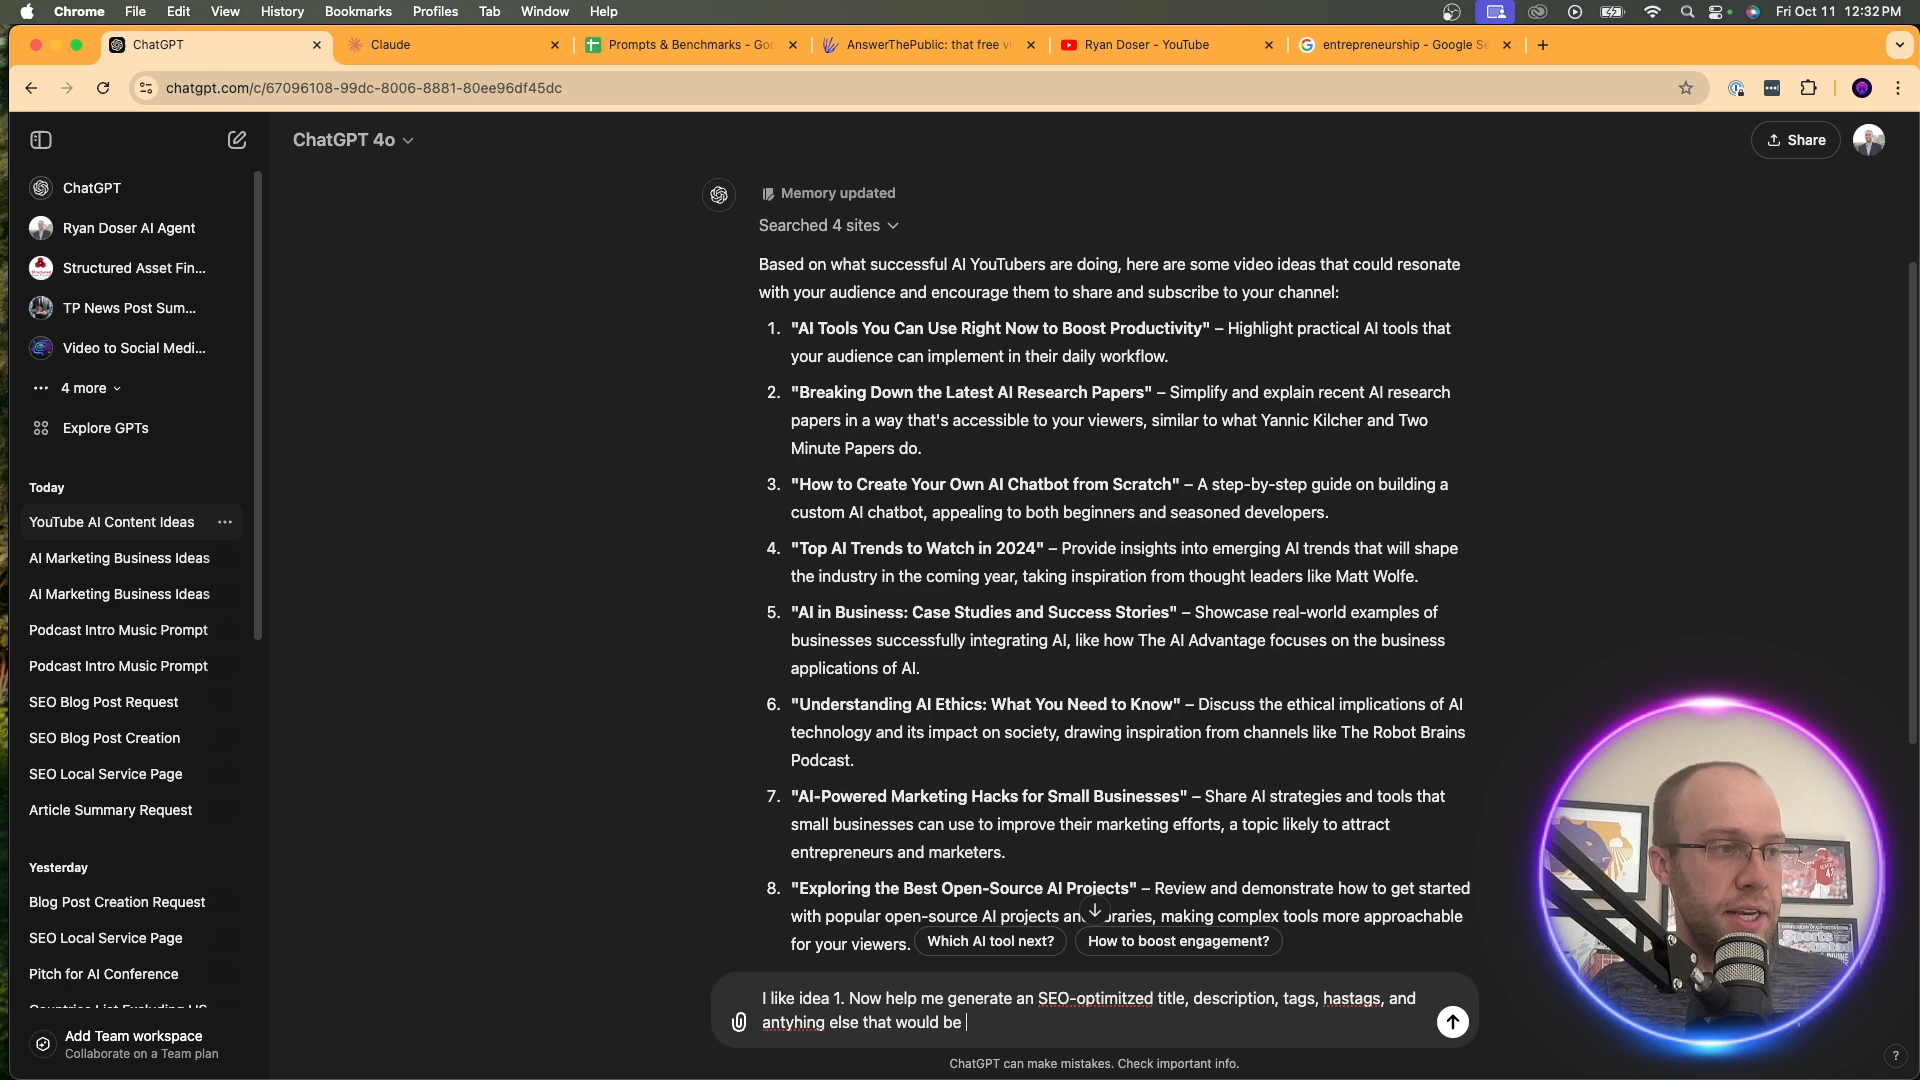 Chrome File Edit View History Bookmarks Profiles Tab Window Help Fri Oct 11 12:32 PM
ChatGPT Claude Prompts & Benchmarks - Goo AnswerThePublic: that free vi Ryan Doser - YouTube entrepreneurship - Google Se
chatgpt.com/c/67096108-99dc-8006-8881-80ee96df45dc
ChatGPT 4o
Share
ChatGPT
Ryan Doser AI Agent
Structured Asset Fin...
TP News Post Sum...
Video to Social Medi...
4 more
Explore GPTs
Today
YouTube AI Content Ideas
AI Marketing Business Ideas
AI Marketing Business Ideas
Podcast Intro Music Prompt
Podcast Intro Music Prompt
SEO Blog Post Request
SEO Blog Post Creation
SEO Local Service Page
Article Summary Request
Yesterday
Blog Post Creation Request
SEO Local Service Page
Pitch for AI Conference
Countries List Excluding US
Add Team workspace
Collaborate on a Team plan
Memory updated
Searched 4 sites
Based on what successful AI YouTubers are doing, here are some video ideas that could resonate
with your audience and encourage them to share and subscribe to your channel:
1. "AI Tools You Can Use Right Now to Boost Productivity" – Highlight practical AI tools that
your audience can implement in their daily workflow.
2. "Breaking Down the Latest AI Research Papers" – Simplify and explain recent AI research
papers in a way that's accessible to your viewers, similar to what Yannic Kilcher and Two
Minute Papers do.
3. "How to Create Your Own AI Chatbot from Scratch" – A step-by-step guide on building a
custom AI chatbot, appealing to both beginners and seasoned developers.
4. "Top AI Trends to Watch in 2024" – Provide insights into emerging AI trends that will shape
the industry in the coming year, taking inspiration from thought leaders like Matt Wolfe.
5. "AI in Business: Case Studies and Success Stories" – Showcase real-world examples of
businesses successfully integrating AI, like how The AI Advantage focuses on the business
applications of AI.
6. "Understanding AI Ethics: What You Need to Know" – Discuss the ethical implications of AI
technology and its impact on society, drawing inspiration from channels like The Robot Brains
Podcast.
7. "AI-Powered Marketing Hacks for Small Businesses" – Share AI strategies and tools that
small businesses can use to improve their marketing efforts, a topic likely to attract
entrepreneurs and marketers.
8. "Exploring the Best Open-Source AI Projects" – Review and demonstrate how to get started
with popular open-source AI projects and libraries, making complex tools more approachable
for your viewers.
Which AI tool next? How to boost engagement?
I like idea 1. Now help me generate an SEO-optimitzed title, description, tags, hastags, and
antyhing else that would be
ChatGPT can make mistakes. Check important info.
?